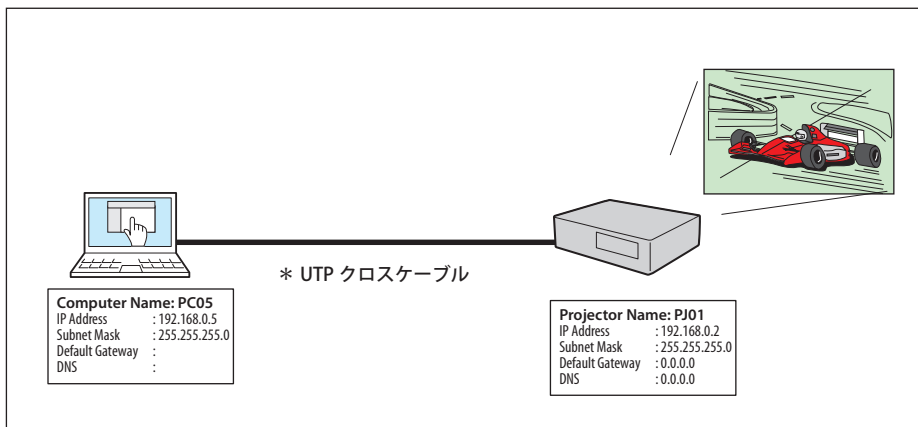 ＊ UTP クロスケーブル
Computer Name: PC05
IP Address : 192.168.0.5
Subnet Mask : 255.255.255.0
Default Gateway :
DNS :
Projector Name: PJ01
IP Address : 192.168.0.2
Subnet Mask : 255.255.255.0
Default Gateway : 0.0.0.0
DNS : 0.0.0.0